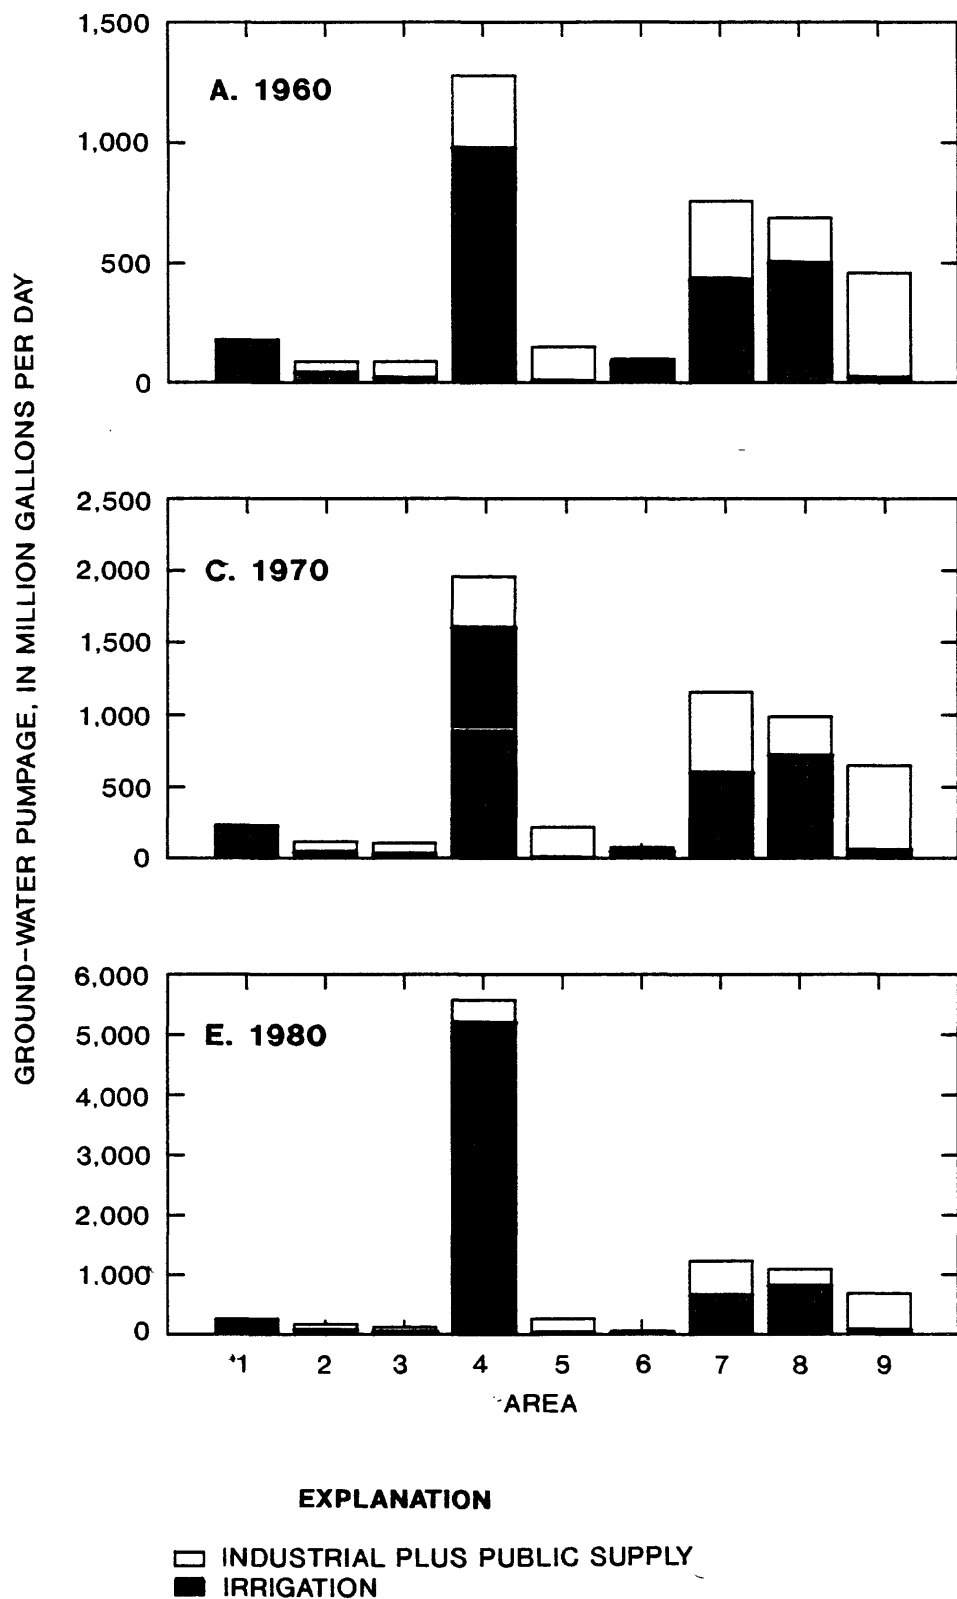 GROUND-WATER PUMPAGE, IN MILLION GALLONS PER DAY
A. 1960
1,500
1,000
500
0
C. 1970
2,500
2,000
1,500
1,000
500
0
E. 1980
6,000
5,000
4,000
3,000
2,000
1.000
0
1 2 3 4 5 6 7 8 9
AREA
EXPLANATION
INDUSTRIAL PLUS PUBLIC SUPPLY
IRRIGATION